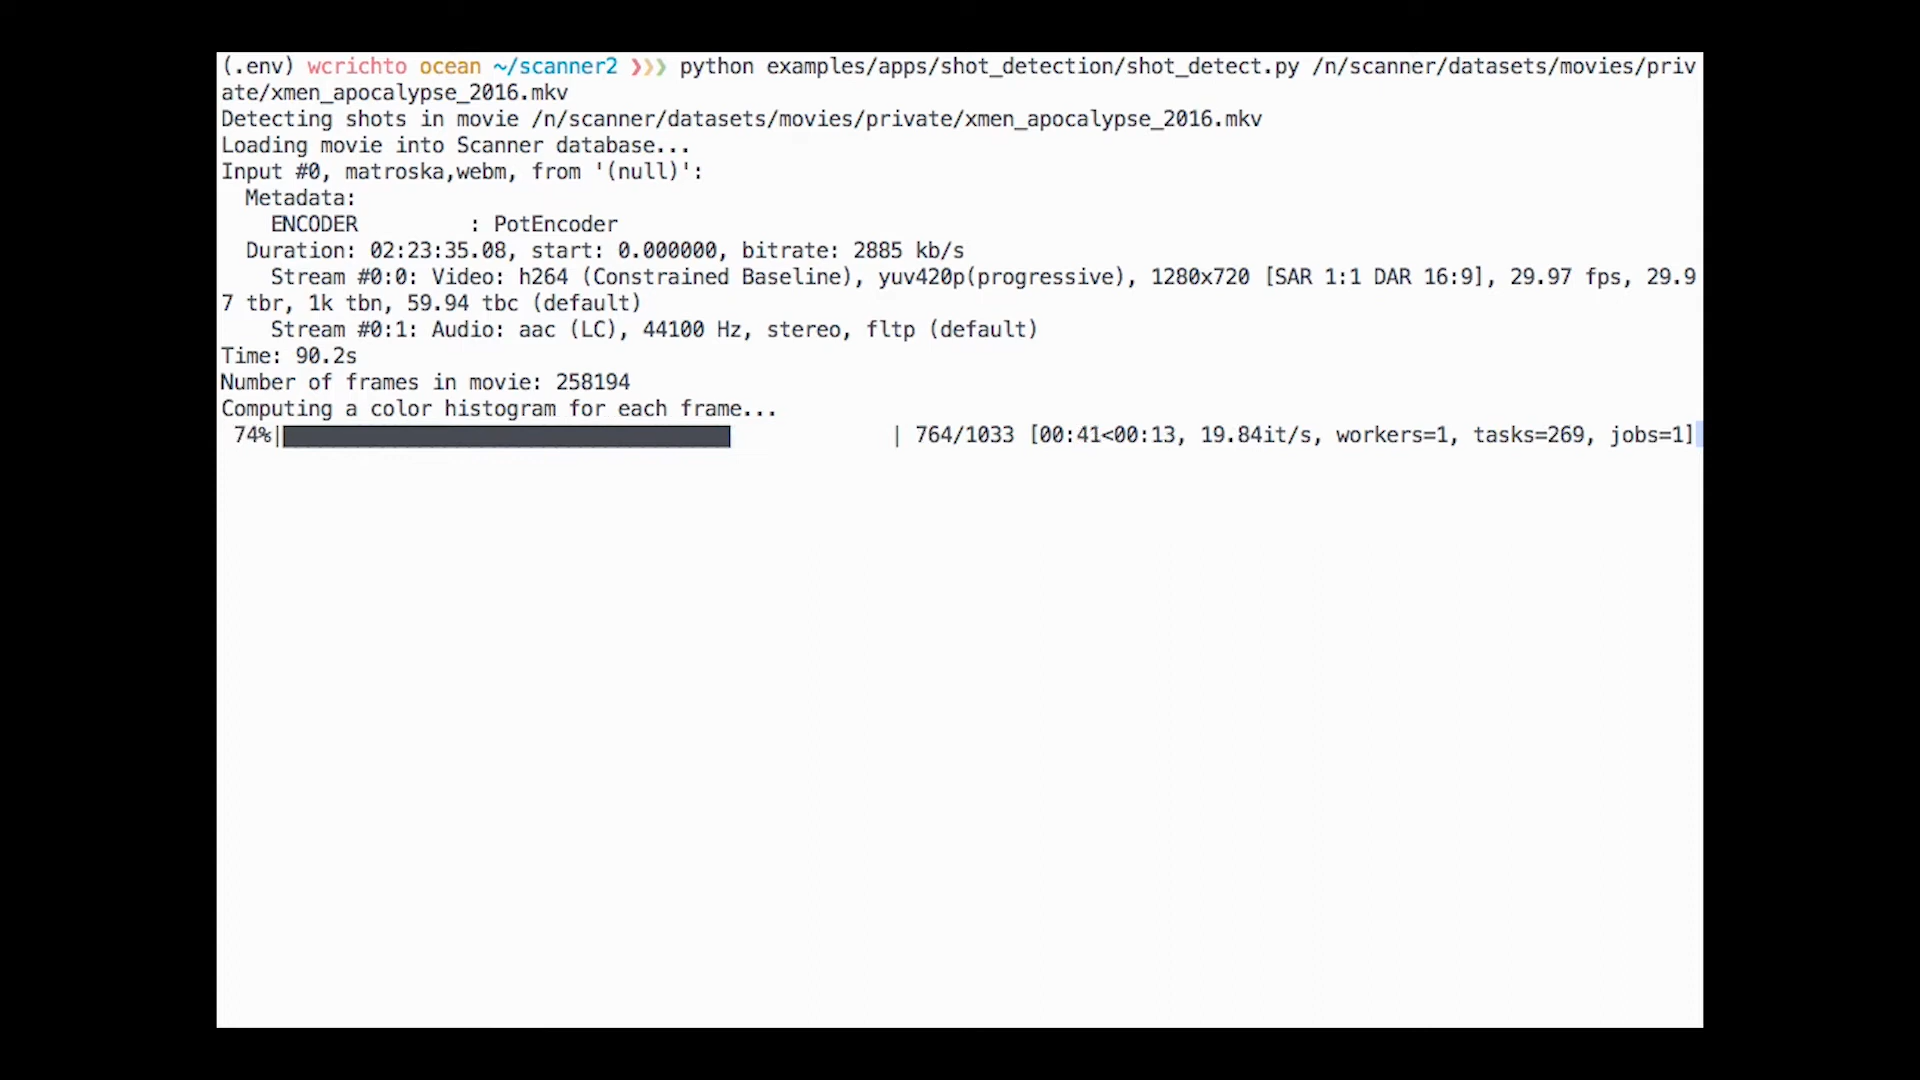 (.env) wcrichto ocean ~/scanner2 ❯❯❯ python examples/apps/shot_detection/shot_detect.py /n/scanner/datasets/movies/priv
ate/xmen_apocalypse_2016.mkv
Detecting shots in movie /n/scanner/datasets/movies/private/xmen_apocalypse_2016.mkv
Loading movie into Scanner database...
Input #0, matroska,webm, from '(null)':
  Metadata:
    ENCODER         : PotEncoder
  Duration: 02:23:35.08, start: 0.000000, bitrate: 2885 kb/s
    Stream #0:0: Video: h264 (Constrained Baseline), yuv420p(progressive), 1280x720 [SAR 1:1 DAR 16:9], 29.97 fps, 29.9
7 tbr, 1k tbn, 59.94 tbc (default)
    Stream #0:1: Audio: aac (LC), 44100 Hz, stereo, fltp (default)
Time: 90.2s
Number of frames in movie: 258194
Computing a color histogram for each frame...
 74%|             | 764/1033 [00:41<00:13, 19.84it/s, workers=1, tasks=269, jobs=1]